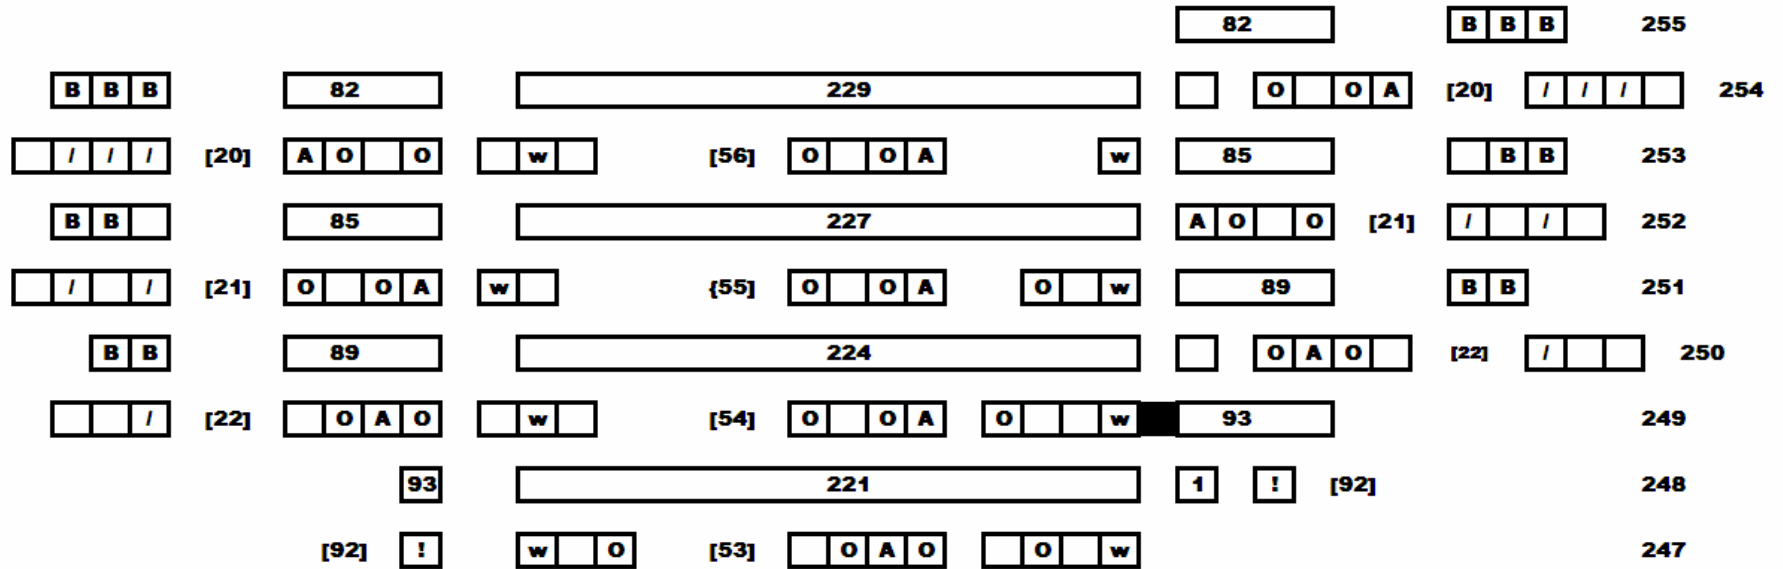 82 B B B 255
B B B 82 229 O O A [20] / / / 254
/ / / [20] A O O w [56] O O A w 85 B B 253
B B 85 227 A O O [21] / / 252
/ / [21] O O A w {55] O O A O w 89 B B 251
B B 89 224 O A O [22] / 250
/ [22] O A O w [54] O O A O w 93 249
93 221 1 ! [92] 248
[92] ! w O [53] O A O O w 247